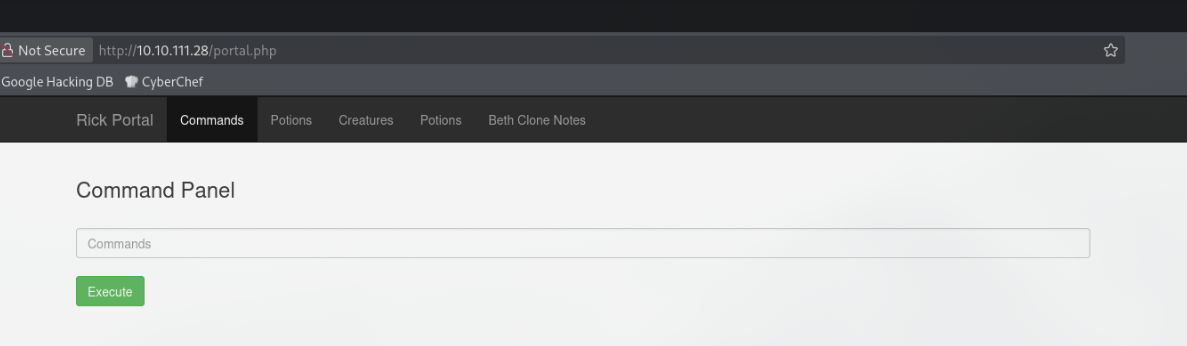 Not Secure http://10.10.111.28/portal.php
Google Hacking DB CyberChef
Rick Portal Commands Potions Creatures Potions Beth Clone Notes
Command Panel
Commands
Execute